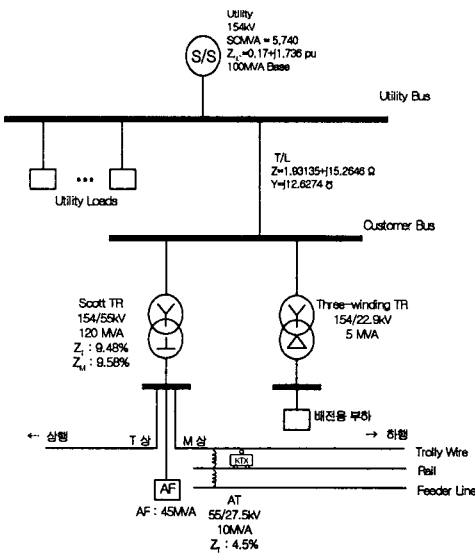 Utility
154kV
SCMVA = 5,740
Z_L=0.17+j1.736 pu
100MVA Base
S/S
Utility Bus
T/L
Z=1.93135+j15.2646 Ω
Y=j12.6274 ℧
Utility Loads
Customer Bus
Scott TR
154/55kV
120 MVA
Z_T : 9.48%
Z_M : 9.58%
Three-winding TR
154/22.9kV
5 MVA
배전용 부하
← 상행
T 상
M 상
→ 하행
Trolly Wire
KTX
Rail
Feeder Line
AF
AF : 45MVA
AT
55/27.5kV
10MVA
Z_T : 4.5%